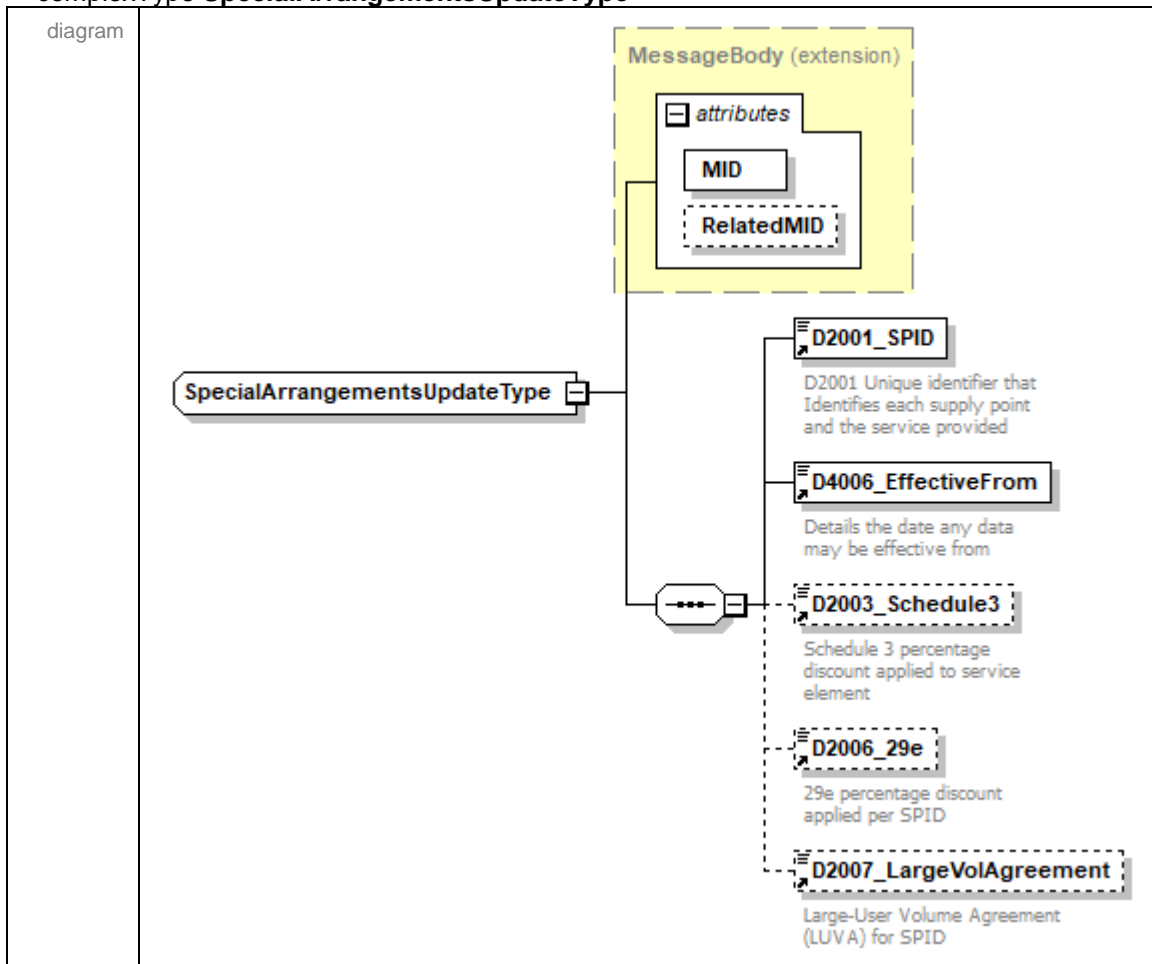 complexType SpecialArrangementsUpdateType
diagram
MessageBody (extension)
attributes
MID
RelatedMID
SpecialArrangementsUpdateType
D2001_SPID
D2001 Unique identifier that
Identifies each supply point
and the service provided
D4006_EffectiveFrom
Details the date any data
may be effective from
D2003_Schedule3
Schedule 3 percentage
discount applied to service
element
D2006_29e
29e percentage discount
applied per SPID
D2007_LargeVolAgreement
Large-User Volume Agreement
(LUVA) for SPID